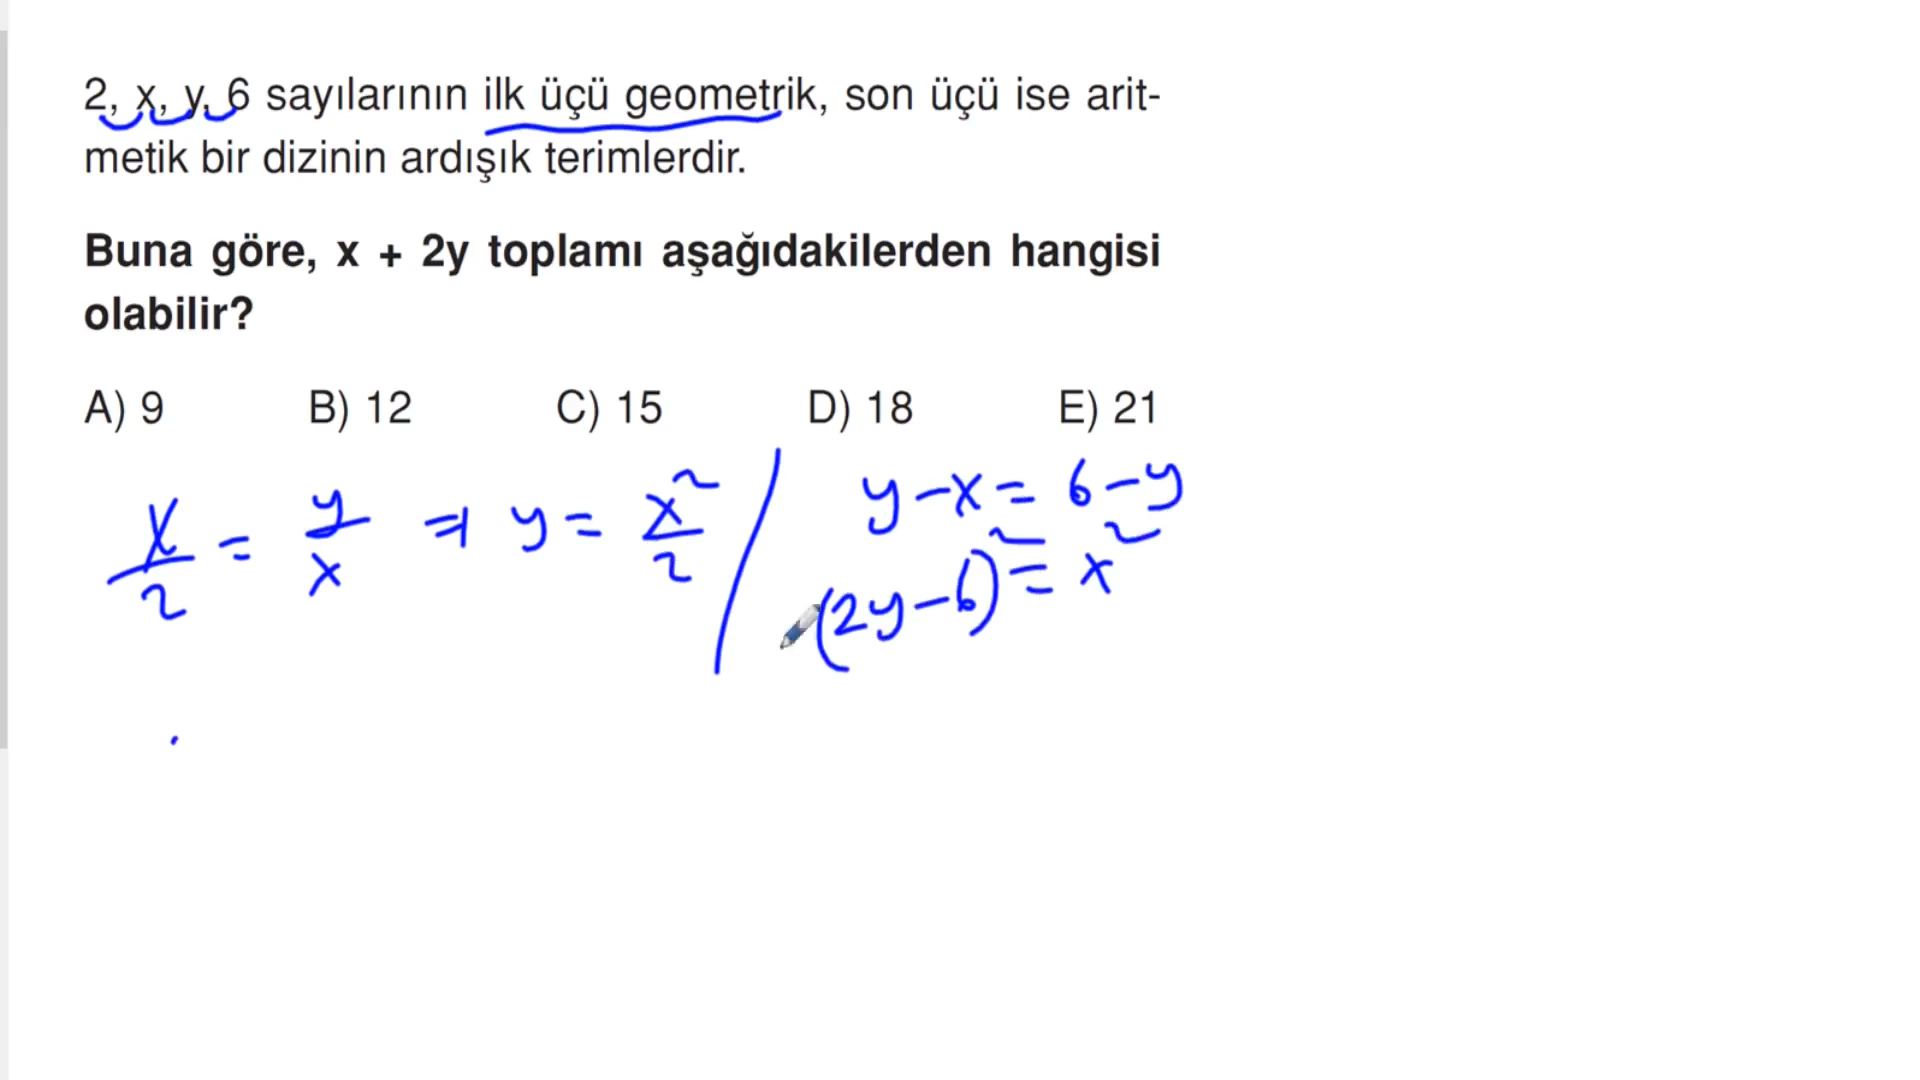 2, x, y, 6 sayılarının ilk üçü geometrik, son üçü ise arit-
metik bir dizinin ardışık terimlerdir.
Buna göre, x + 2y toplamı aşağıdakilerden hangisi
olabilir?
A) 9 B) 12 C) 15 D) 18 E) 21
x/2 = y/x ⇒ y = x²/2
y-x = 6-y
(2y-6)² = x²